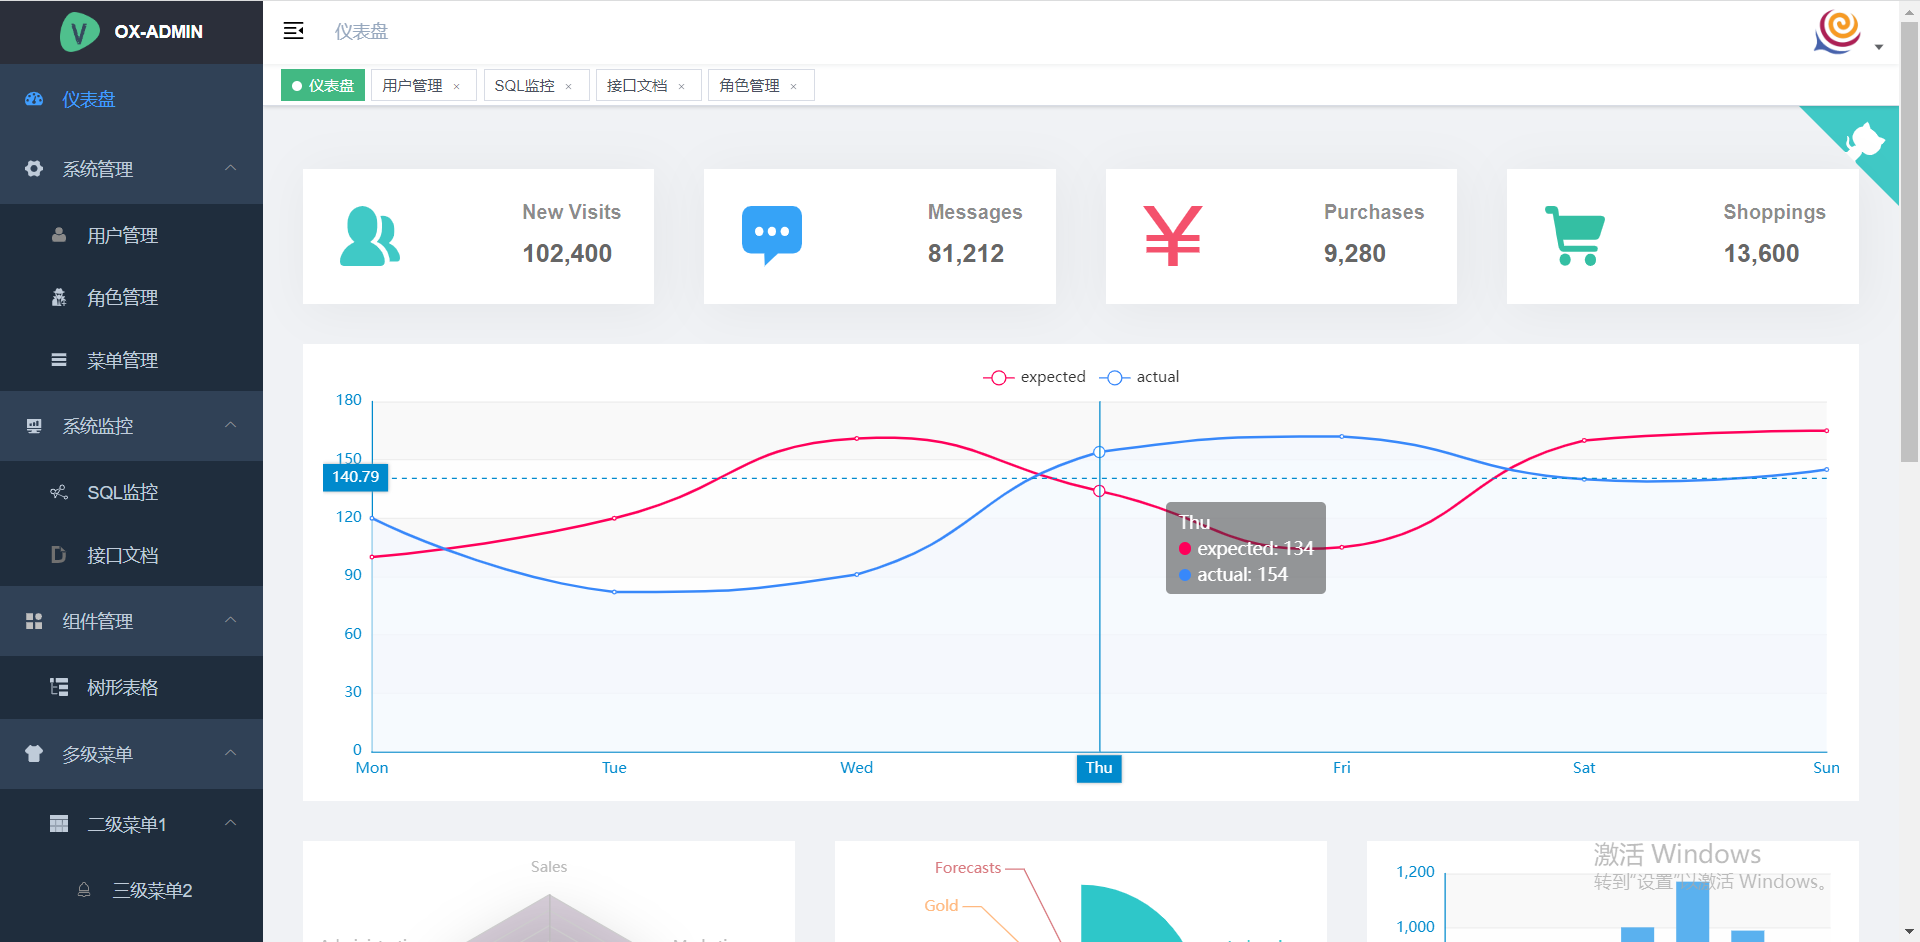 OX-ADMIN
仪表盘
仪表盘
用户管理 ×
SQL监控 ×
接口文档 ×
角色管理 ×
仪表盘
系统管理
用户管理
角色管理
菜单管理
系统监控
SQL监控
接口文档
组件管理
树形表格
多级菜单
二级菜单1
三级菜单2
New Visits
102,400
Messages
81,212
Purchases
9,280
Shoppings
13,600
expected
actual
180
150
140.79
120
90
60
30
0
Thu
expected: 134
actual: 154
Mon
Tue
Wed
Thu
Fri
Sat
Sun
Sales
Forecasts
Gold
1,200
1,000
激活 Windows
转到"设置"以激活 Windows。